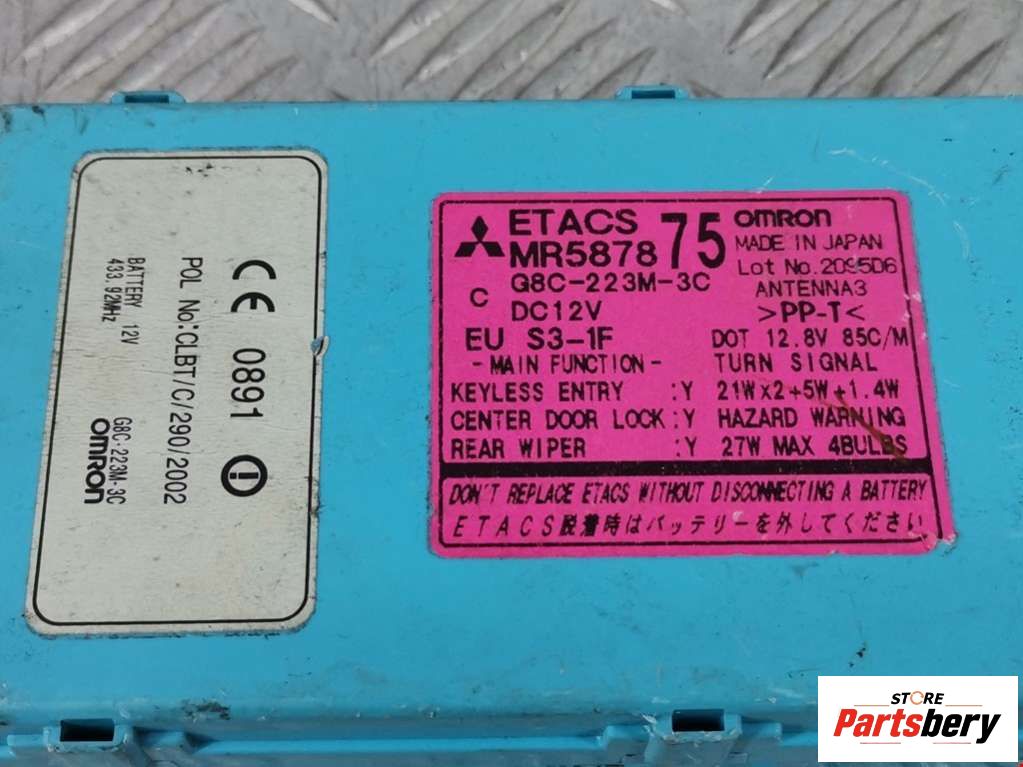 CE 0891
POL No:CLBT/C/290/2002
BATTERY 12V G8C-223M-3C
433.92MHz omron
ETACS 75 omron
MR5878 MADE IN JAPAN
G8C-223M-3C Lot No.2095D6
C DC12V ANTENNA3
>PP-T<
EU S3-1F DOT 12.8V 85C/M
-MAIN FUNCTION- TURN SIGNAL
KEYLESS ENTRY :Y 21W×2+5W+1.4W
CENTER DOOR LOCK :Y HAZARD WARNING
REAR WIPER :Y 27W MAX 4BULBS
DON'T REPLACE ETACS WITHOUT DISCONNECTING A BATTERY
ETACS脱着時はバッテリーを外してください
STORE
Partsbery